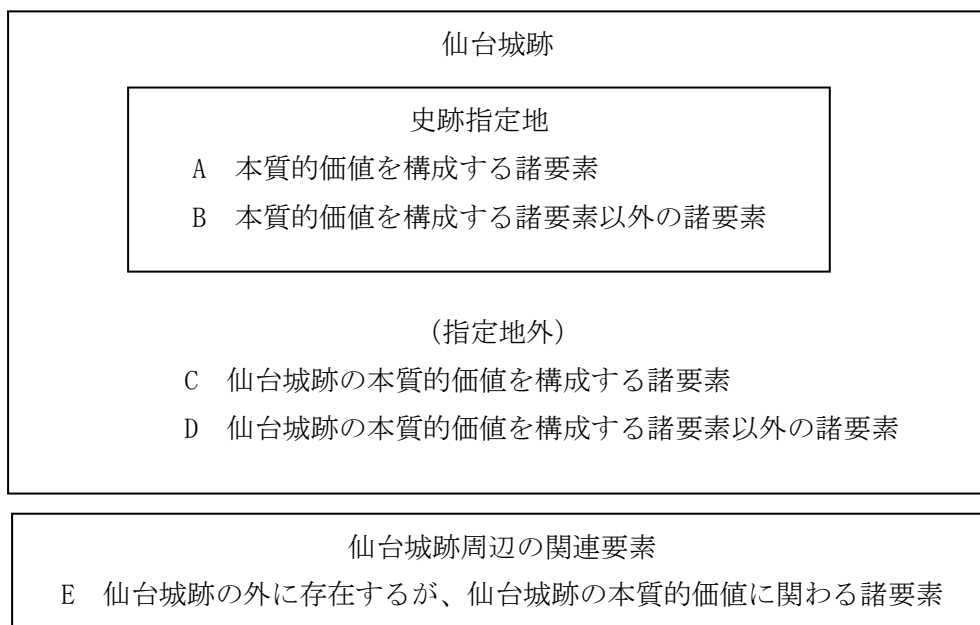 仙台城跡
史跡指定地
A 本質的価値を構成する諸要素
B 本質的価値を構成する諸要素以外の諸要素
(指定地外)
C 仙台城跡の本質的価値を構成する諸要素
D 仙台城跡の本質的価値を構成する諸要素以外の諸要素
仙台城跡周辺の関連要素
E 仙台城跡の外に存在するが、仙台城跡の本質的価値に関わる諸要素